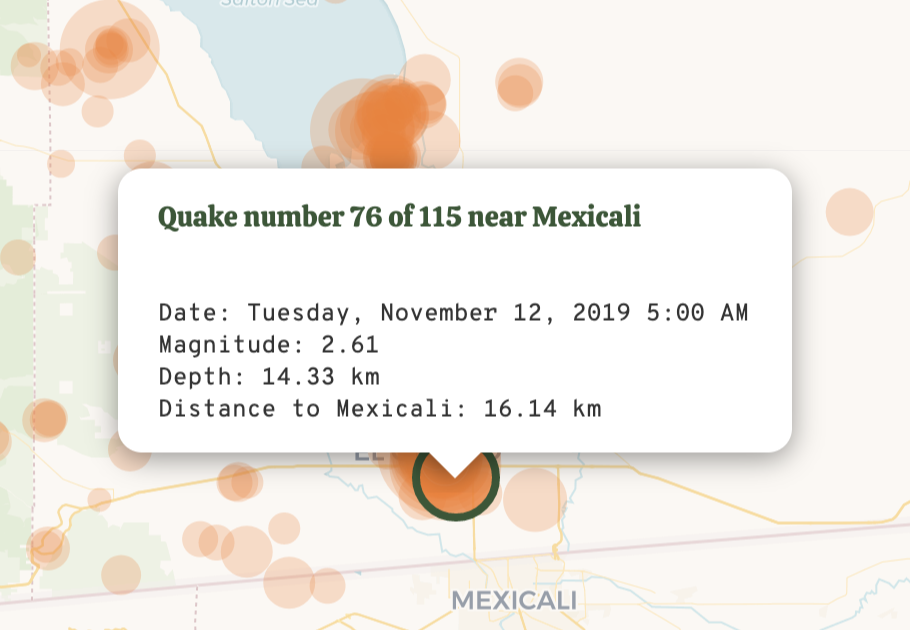 Salton Sea
Quake number 76 of 115 near Mexicali
Date: Tuesday, November 12, 2019 5:00 AM
Magnitude: 2.61
Depth: 14.33 km
Distance to Mexicali: 16.14 km
MEXICALI